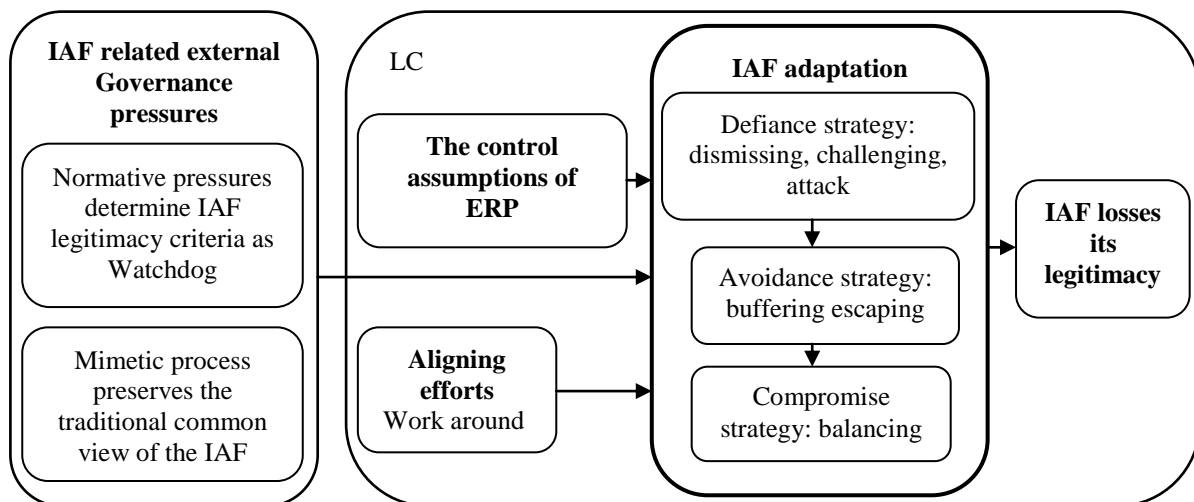 IAF related external
Governance
pressures
Normative pressures
determine IAF
legitimacy criteria as
Watchdog
Mimetic process
preserves the
traditional common
view of the IAF
LC
The control
assumptions of
ERP
Aligning
efforts
Work around
IAF adaptation
Defiance strategy:
dismissing, challenging,
attack
Avoidance strategy:
buffering escaping
Compromise
strategy: balancing
IAF losses
its
legitimacy